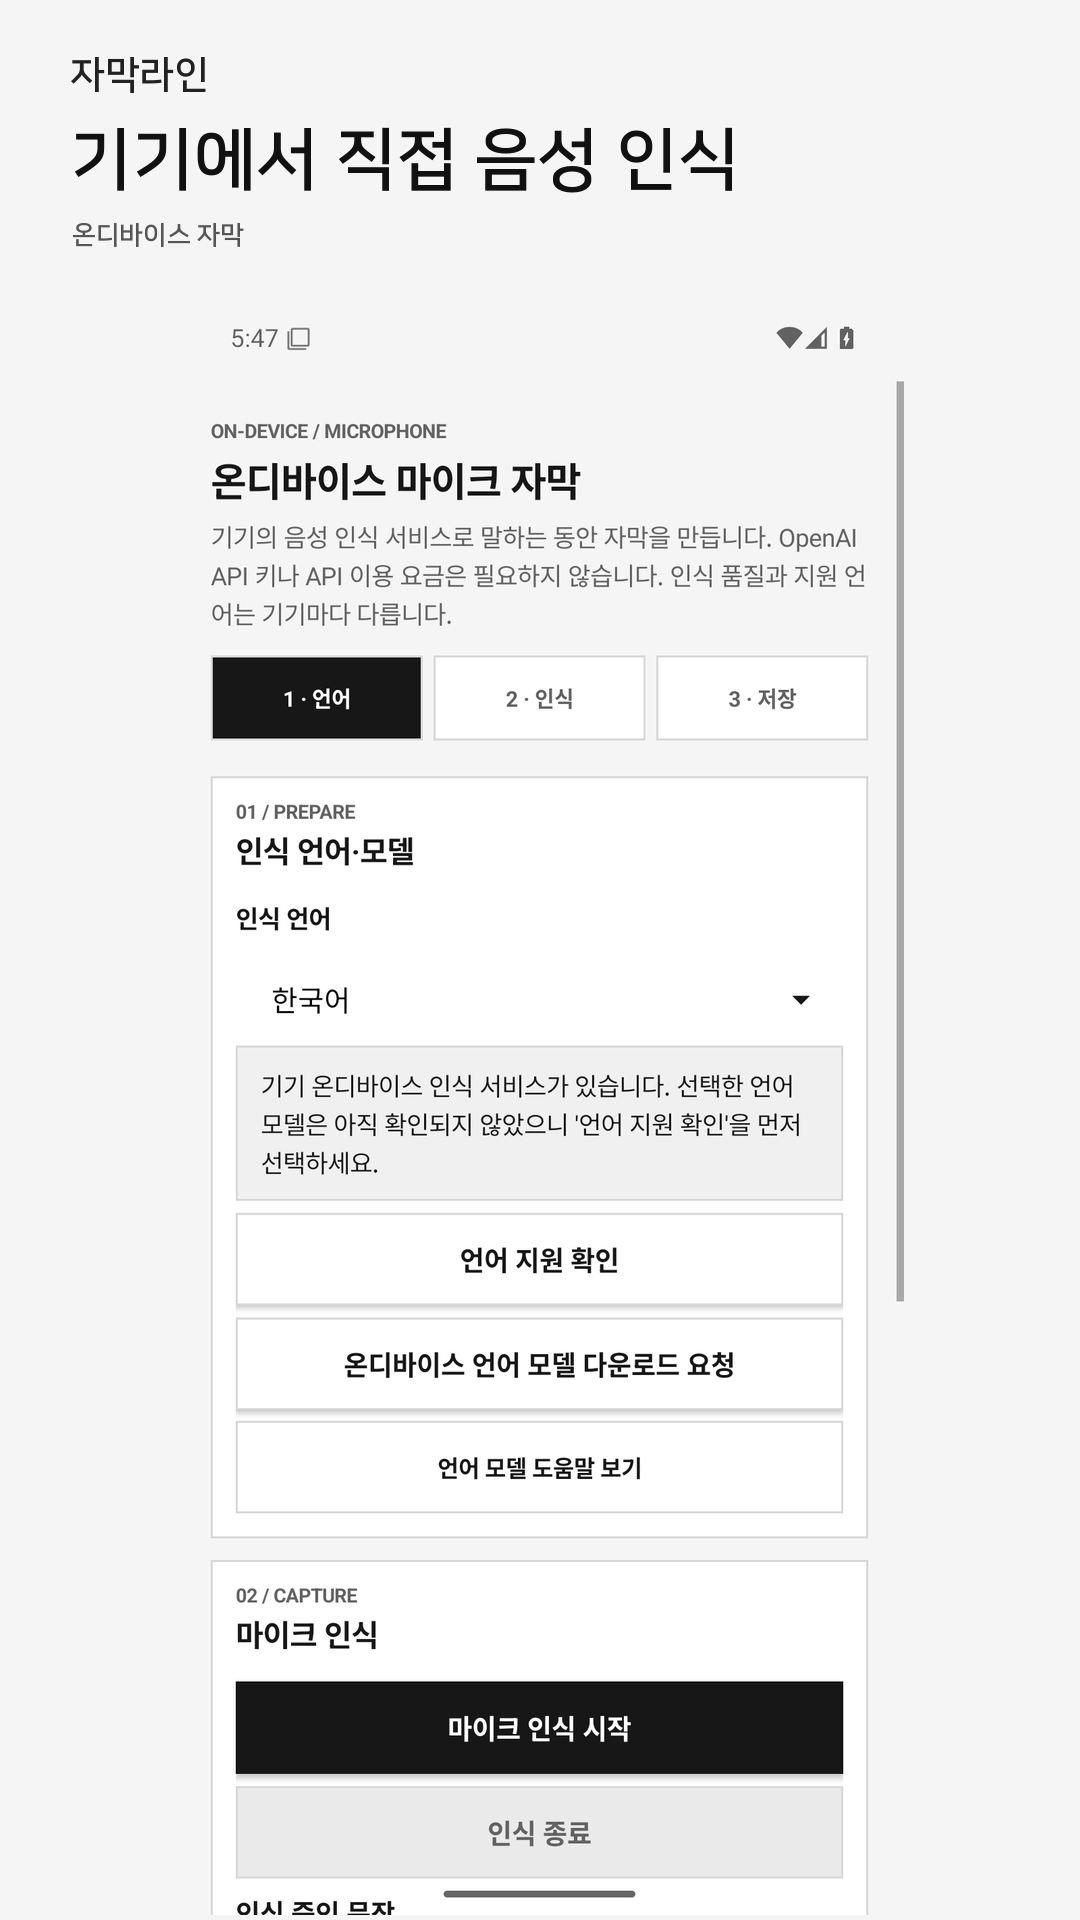 자막라인
기기에서 직접 음성 인식
온디바이스 자막
5:47
ON-DEVICE / MICROPHONE
온디바이스 마이크 자막
기기의 음성 인식 서비스로 말하는 동안 자막을 만듭니다. OpenAI
API 키나 API 이용 요금은 필요하지 않습니다. 인식 품질과 지원 언
어는 기기마다 다릅니다.
1 · 언어
2 · 인식
3 · 저장
01 / PREPARE
인식 언어·모델
인식 언어
한국어
기기 온디바이스 인식 서비스가 있습니다. 선택한 언어
모델은 아직 확인되지 않았으니 '언어 지원 확인'을 먼저
선택하세요.
언어 지원 확인
온디바이스 언어 모델 다운로드 요청
언어 모델 도움말 보기
02 / CAPTURE
마이크 인식
마이크 인식 시작
인식 종료
인식 중인 문장